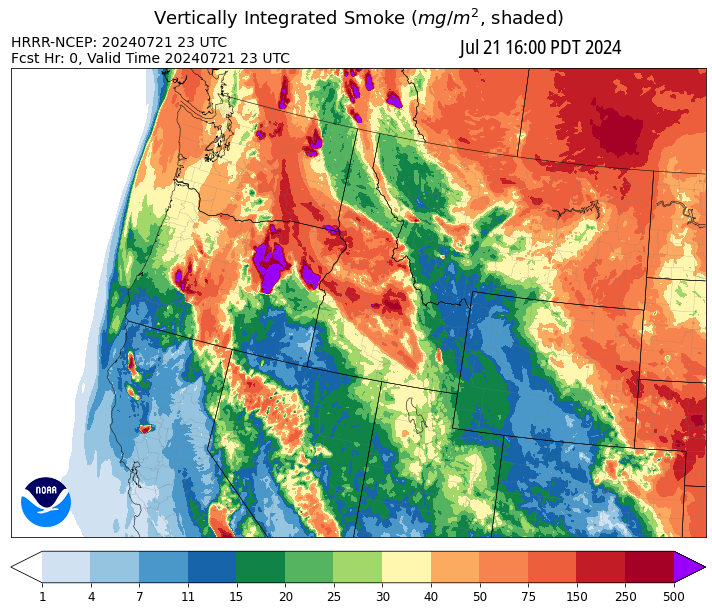 Vertically Integrated Smoke (mg/m², shaded)
HRRR-NCEP: 20240721 23 UTC
Jul 21 16:00 PDT 2024
Fcst Hr: 0, Valid Time 20240721 23 UTC
NOAA
1 4 7 11 15 20 25 30 40 50 75 150 250 500